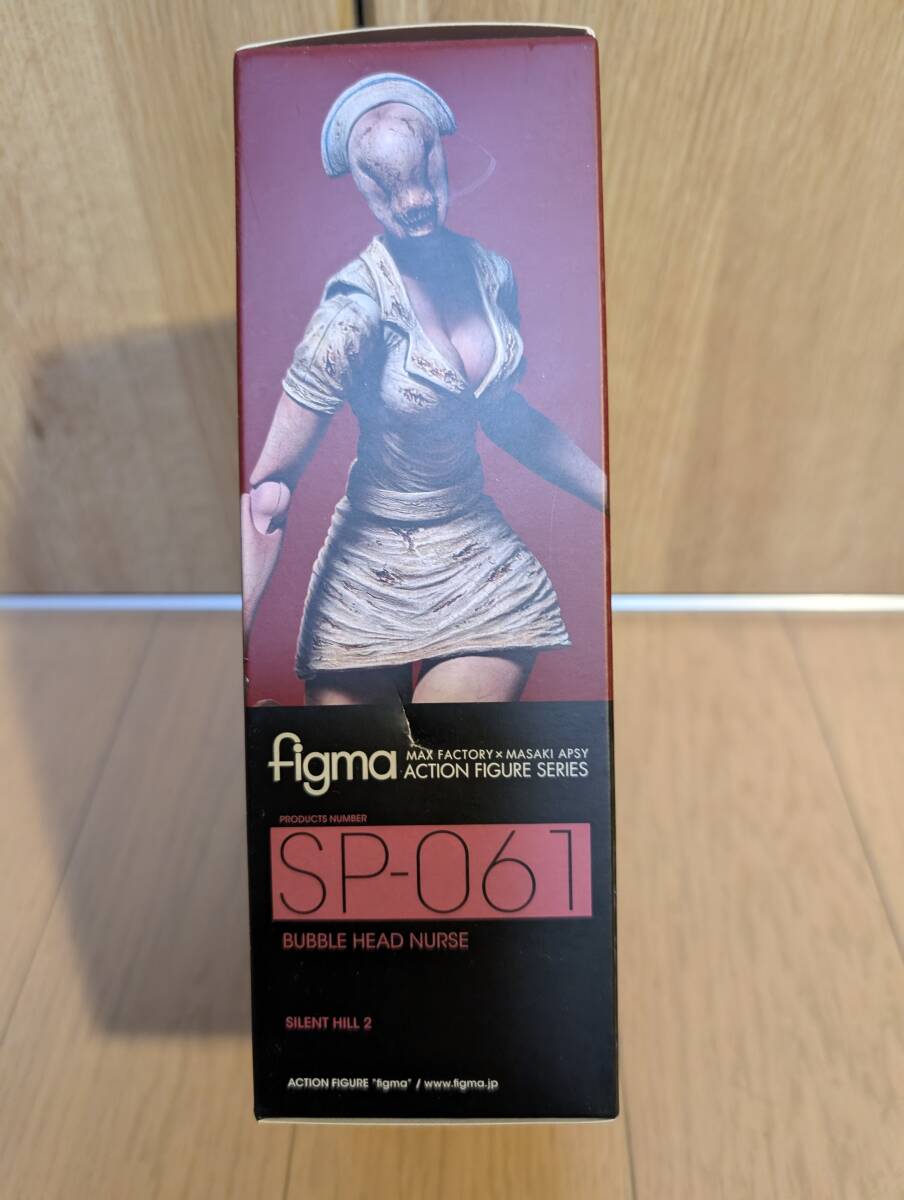 figma
MAX FACTORY × MASAKI APSY
ACTION FIGURE SERIES
PRODUCTS NUMBER
SP-061
BUBBLE HEAD NURSE
SILENT HILL 2
ACTION FIGURE "figma" / www.figma.jp